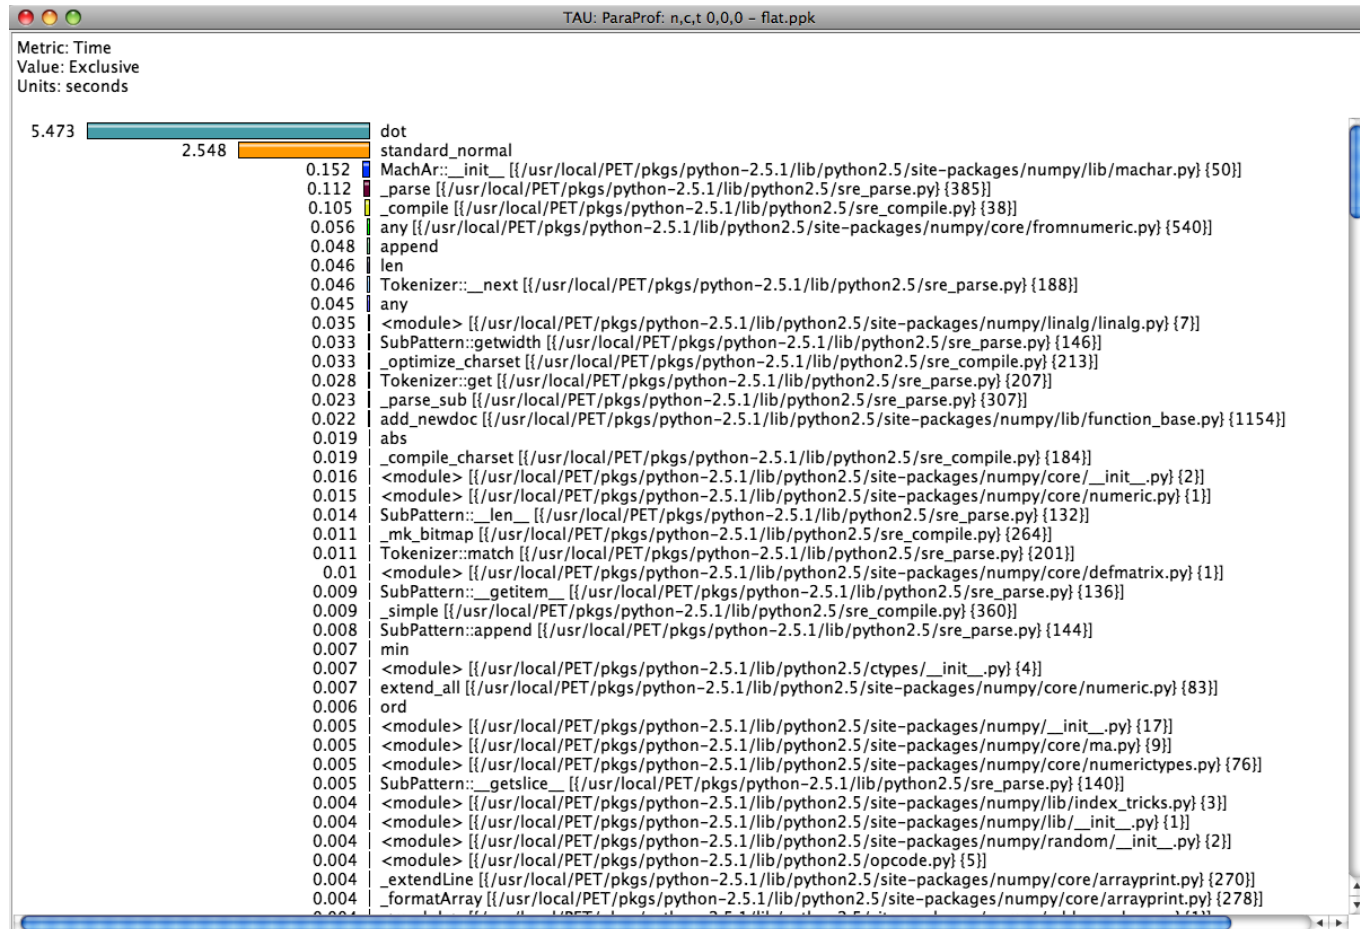 TAU: ParaProf: n,c,t 0,0,0 – flat.ppk
Metric: Time
Value: Exclusive
Units: seconds
5.473 dot
2.548 standard_normal
0.152 MachAr::__init__ [{/usr/local/PET/pkgs/python-2.5.1/lib/python2.5/site-packages/numpy/lib/machar.py} {50}]
0.112 _parse [{/usr/local/PET/pkgs/python-2.5.1/lib/python2.5/sre_parse.py} {385}]
0.105 _compile [{/usr/local/PET/pkgs/python-2.5.1/lib/python2.5/sre_compile.py} {38}]
0.056 any [{/usr/local/PET/pkgs/python-2.5.1/lib/python2.5/site-packages/numpy/core/fromnumeric.py} {540}]
0.048 append
0.046 len
0.046 Tokenizer::__next [{/usr/local/PET/pkgs/python-2.5.1/lib/python2.5/sre_parse.py} {188}]
0.045 any
0.035 <module> [{/usr/local/PET/pkgs/python-2.5.1/lib/python2.5/site-packages/numpy/linalg/linalg.py} {7}]
0.033 SubPattern::getwidth [{/usr/local/PET/pkgs/python-2.5.1/lib/python2.5/sre_parse.py} {146}]
0.033 _optimize_charset [{/usr/local/PET/pkgs/python-2.5.1/lib/python2.5/sre_compile.py} {213}]
0.028 Tokenizer::get [{/usr/local/PET/pkgs/python-2.5.1/lib/python2.5/sre_parse.py} {207}]
0.023 _parse_sub [{/usr/local/PET/pkgs/python-2.5.1/lib/python2.5/sre_parse.py} {307}]
0.022 add_newdoc [{/usr/local/PET/pkgs/python-2.5.1/lib/python2.5/site-packages/numpy/lib/function_base.py} {1154}]
0.019 abs
0.019 _compile_charset [{/usr/local/PET/pkgs/python-2.5.1/lib/python2.5/sre_compile.py} {184}]
0.016 <module> [{/usr/local/PET/pkgs/python-2.5.1/lib/python2.5/site-packages/numpy/core/__init__.py} {2}]
0.015 <module> [{/usr/local/PET/pkgs/python-2.5.1/lib/python2.5/site-packages/numpy/core/numeric.py} {1}]
0.014 SubPattern::__len__ [{/usr/local/PET/pkgs/python-2.5.1/lib/python2.5/sre_parse.py} {132}]
0.011 _mk_bitmap [{/usr/local/PET/pkgs/python-2.5.1/lib/python2.5/sre_compile.py} {264}]
0.011 Tokenizer::match [{/usr/local/PET/pkgs/python-2.5.1/lib/python2.5/sre_parse.py} {201}]
0.01 <module> [{/usr/local/PET/pkgs/python-2.5.1/lib/python2.5/site-packages/numpy/core/defmatrix.py} {1}]
0.009 SubPattern::__getitem__ [{/usr/local/PET/pkgs/python-2.5.1/lib/python2.5/sre_parse.py} {136}]
0.009 _simple [{/usr/local/PET/pkgs/python-2.5.1/lib/python2.5/sre_compile.py} {360}]
0.008 SubPattern::append [{/usr/local/PET/pkgs/python-2.5.1/lib/python2.5/sre_parse.py} {144}]
0.007 min
0.007 <module> [{/usr/local/PET/pkgs/python-2.5.1/lib/python2.5/ctypes/__init__.py} {4}]
0.007 extend_all [{/usr/local/PET/pkgs/python-2.5.1/lib/python2.5/site-packages/numpy/core/numeric.py} {83}]
0.006 ord
0.005 <module> [{/usr/local/PET/pkgs/python-2.5.1/lib/python2.5/site-packages/numpy/__init__.py} {17}]
0.005 <module> [{/usr/local/PET/pkgs/python-2.5.1/lib/python2.5/site-packages/numpy/core/ma.py} {9}]
0.005 <module> [{/usr/local/PET/pkgs/python-2.5.1/lib/python2.5/site-packages/numpy/core/numerictypes.py} {76}]
0.005 SubPattern::__getslice__ [{/usr/local/PET/pkgs/python-2.5.1/lib/python2.5/sre_parse.py} {140}]
0.004 <module> [{/usr/local/PET/pkgs/python-2.5.1/lib/python2.5/site-packages/numpy/lib/index_tricks.py} {3}]
0.004 <module> [{/usr/local/PET/pkgs/python-2.5.1/lib/python2.5/site-packages/numpy/lib/__init__.py} {1}]
0.004 <module> [{/usr/local/PET/pkgs/python-2.5.1/lib/python2.5/site-packages/numpy/random/__init__.py} {2}]
0.004 <module> [{/usr/local/PET/pkgs/python-2.5.1/lib/python2.5/opcode.py} {5}]
0.004 _extendLine [{/usr/local/PET/pkgs/python-2.5.1/lib/python2.5/site-packages/numpy/core/arrayprint.py} {270}]
0.004 _formatArray [{/usr/local/PET/pkgs/python-2.5.1/lib/python2.5/site-packages/numpy/core/arrayprint.py} {278}]